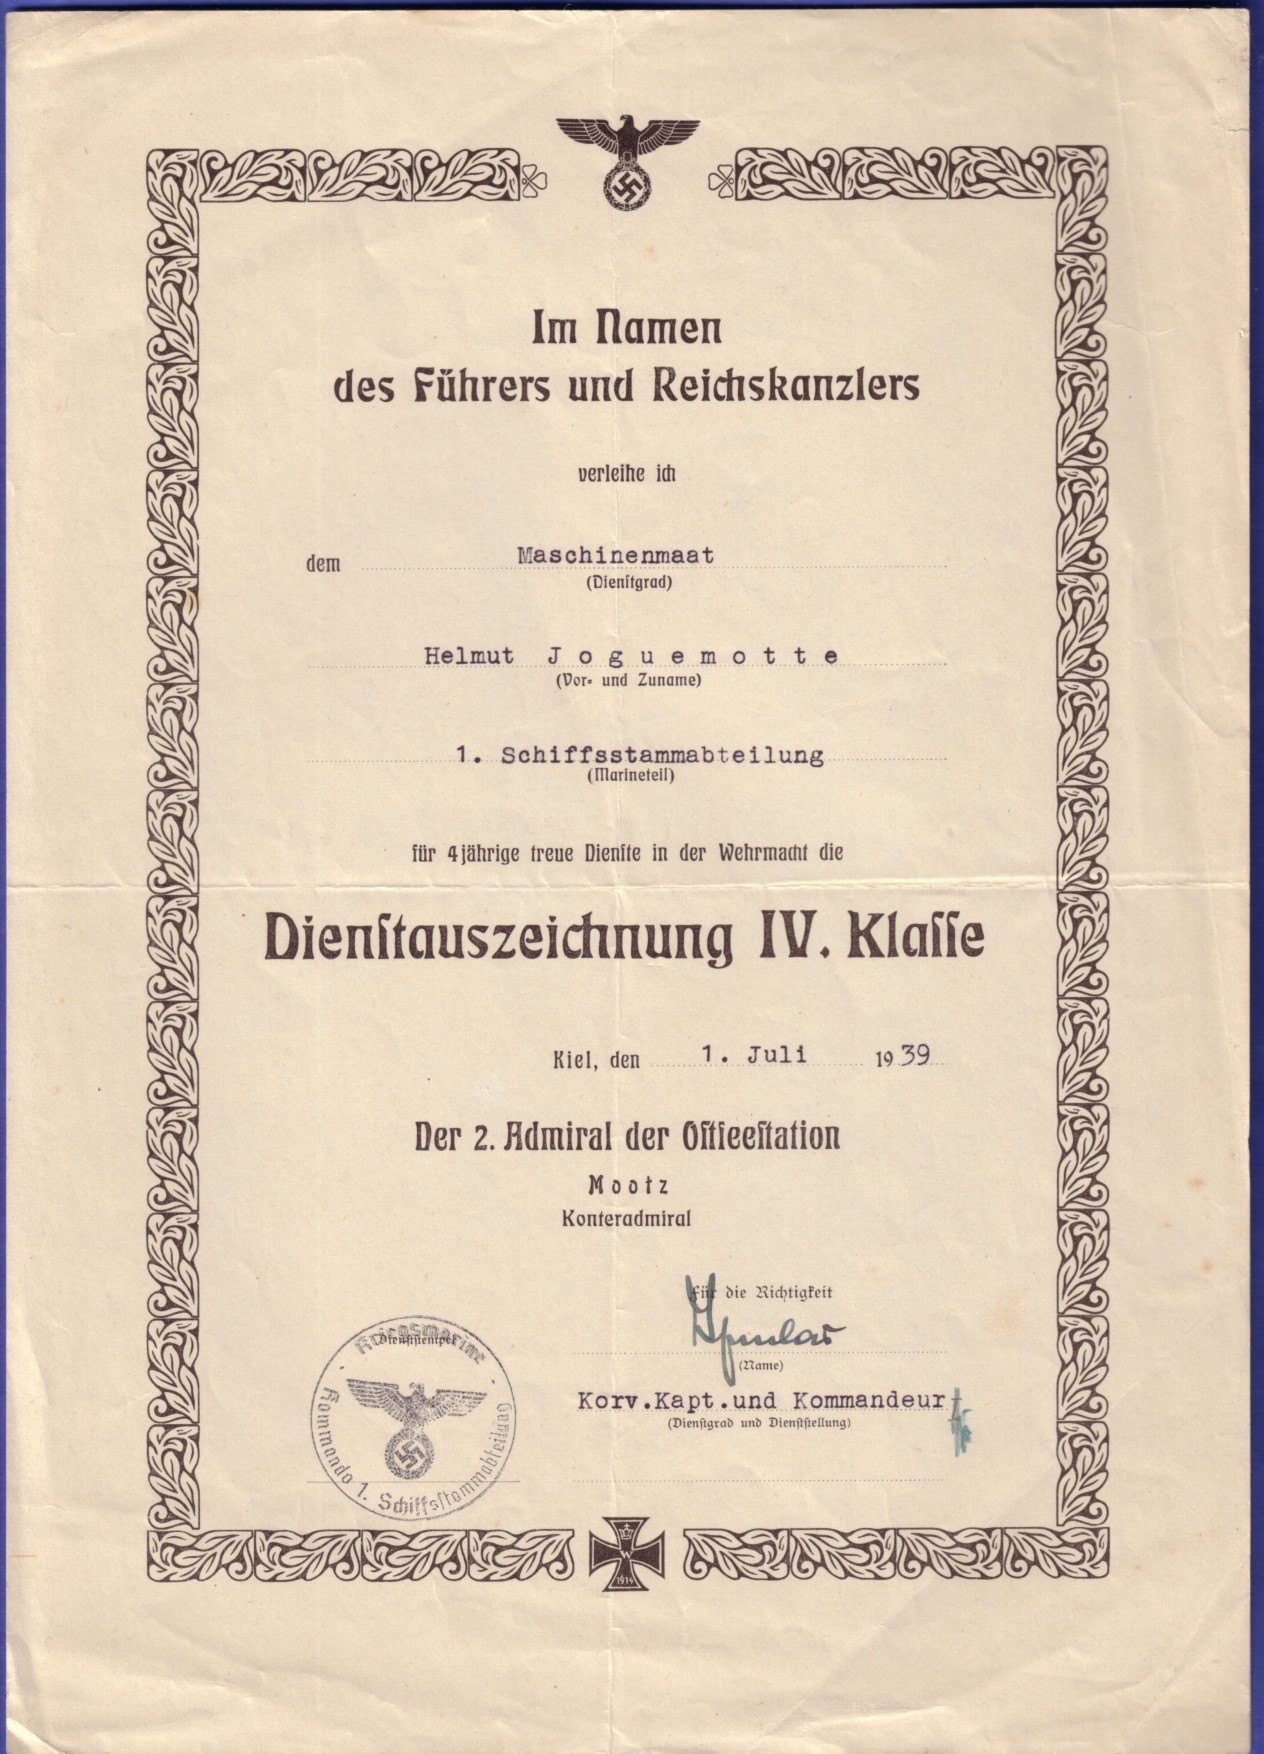 Im Namen
des Führers und Reichskanzlers
verleihe ich
dem Maschinenmaat
(Dienſtgrad)
Helmut J o g u e m o t t e
(Vor- und Zuname)
1. Schiffsstammabteilung
(Marineteil)
für 4jährige treue Dienſte in der Wehrmacht die
Dienſtauszeichnung IV. Klaſſe
Kiel, den 1. Juli 1939
Der 2. Admiral der Oſtſeeſtation
Mootz
Konteradmiral
Für die Richtigkeit
(Name)
Korv.Kapt.und Kommandeur
(Dienſtgrad und Dienſtſtellung)
Dienſtſtempel
Kriegsmarine
Kommando 1. Schiffsſtammabteilung
W
1914